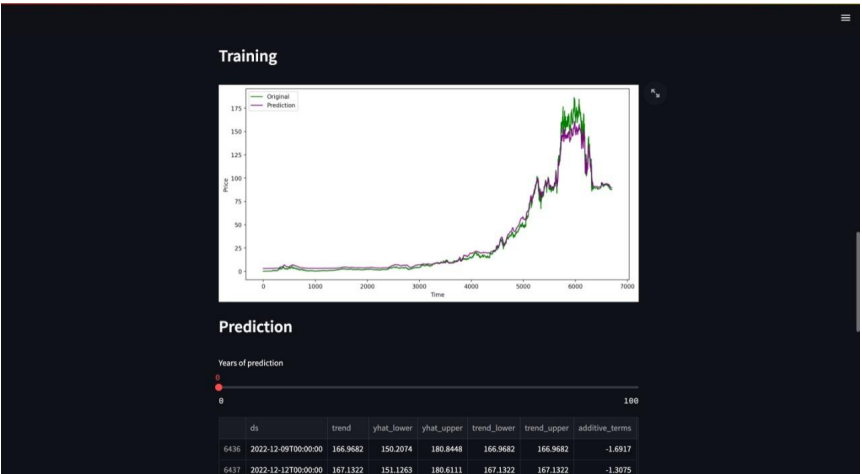 Training
Original
Prediction
175
150
125
100
75
50
25
0
Price
0 1000 2000 3000 4000 5000 6000 7000
Time
Prediction
Years of prediction
0
0 100
ds trend yhat_lower yhat_upper trend_lower trend_upper additive_terms
6436 2022-12-09T00:00:00 166.9682 150.2074 180.8448 166.9682 166.9682 -1.6917
6437 2022-12-12T00:00:00 167.1322 151.1263 180.6111 167.1322 167.1322 -1.3075